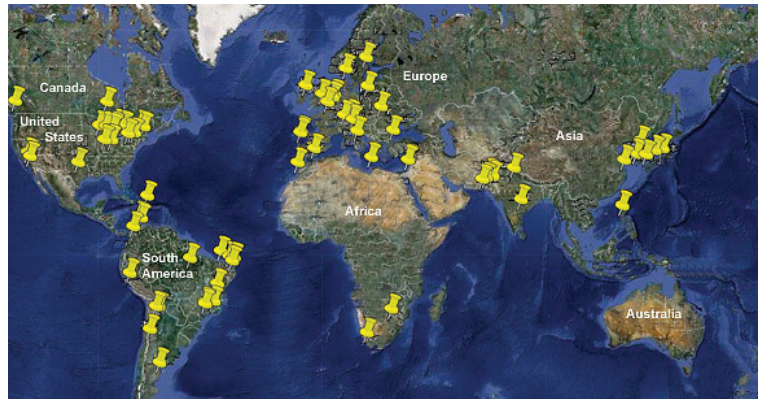 Canada
Europe
United
States
Asia
Africa
South
America
Australia